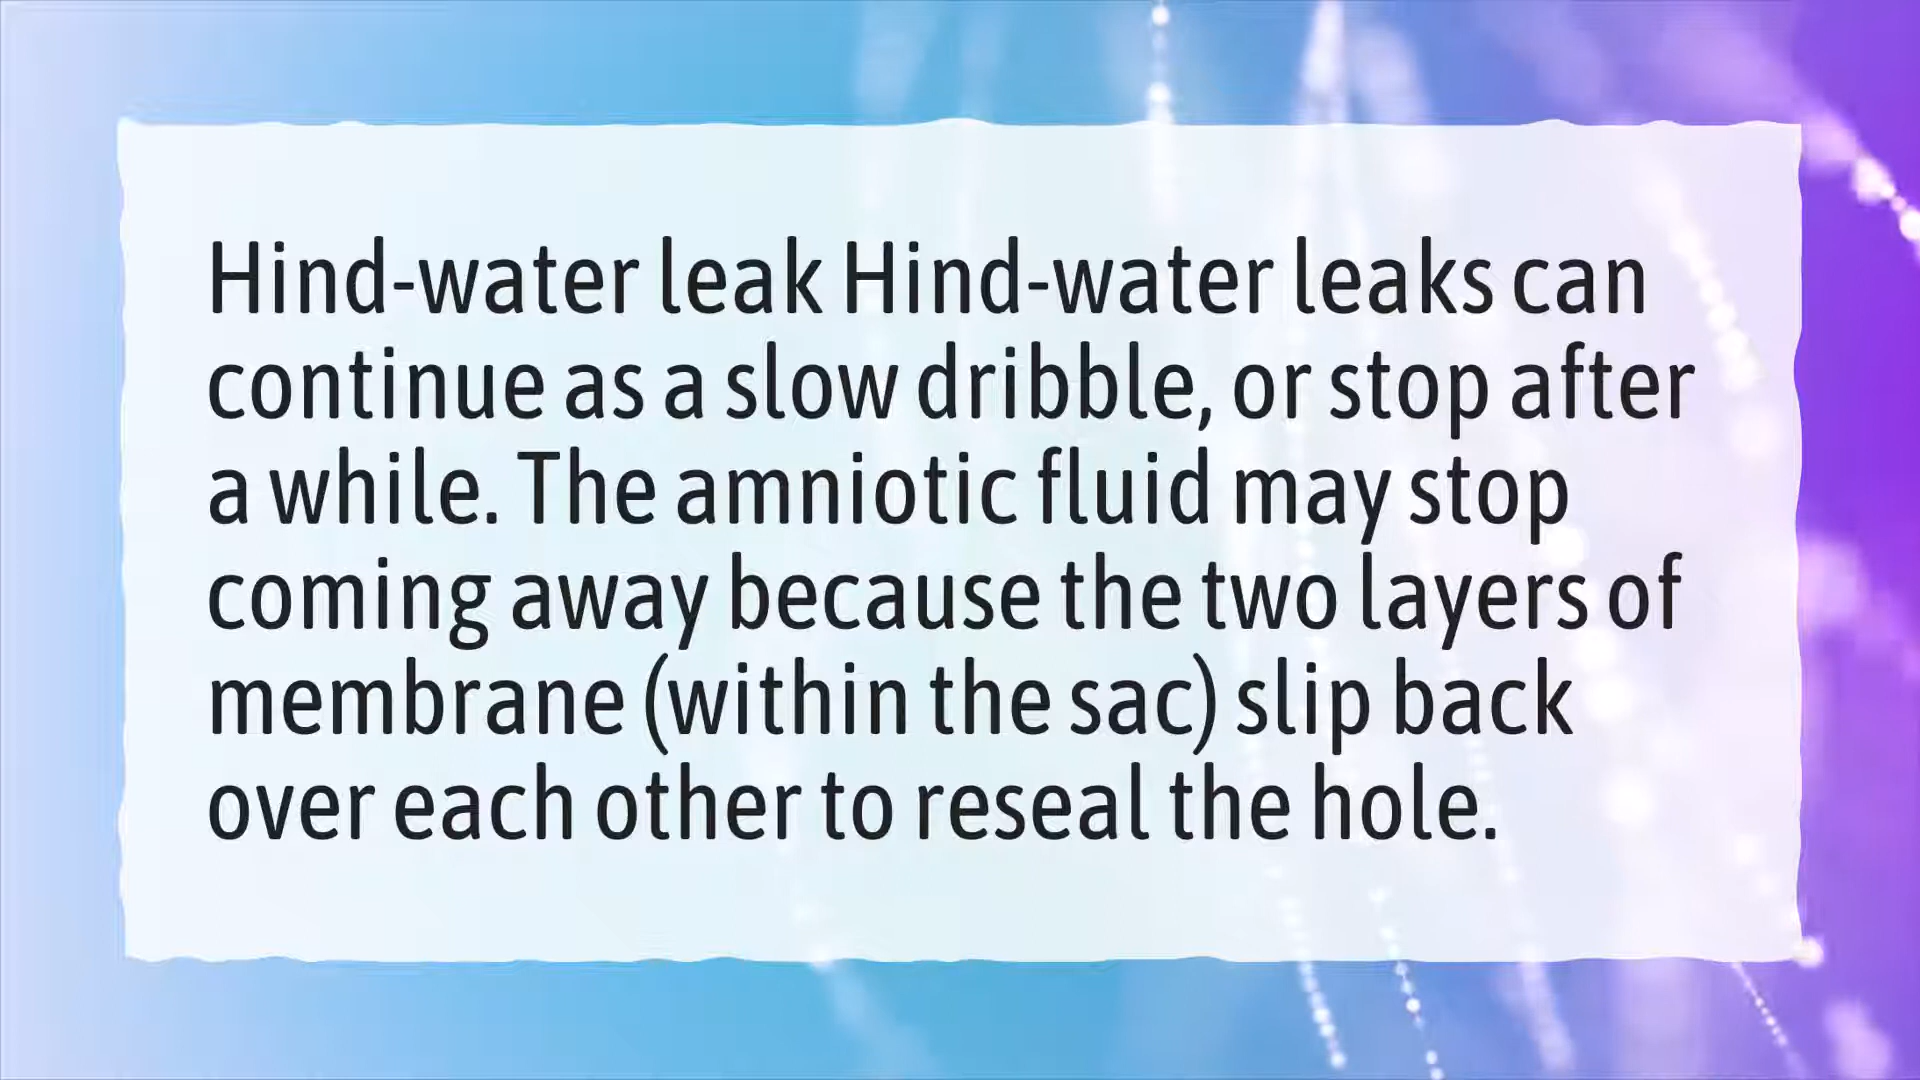 Hind-water leak Hind-water leaks can
continue as a slow dribble, or stop after
a while. The amniotic fluid may stop
coming away because the two layers of
membrane (within the sac) slip back
over each other to reseal the hole.